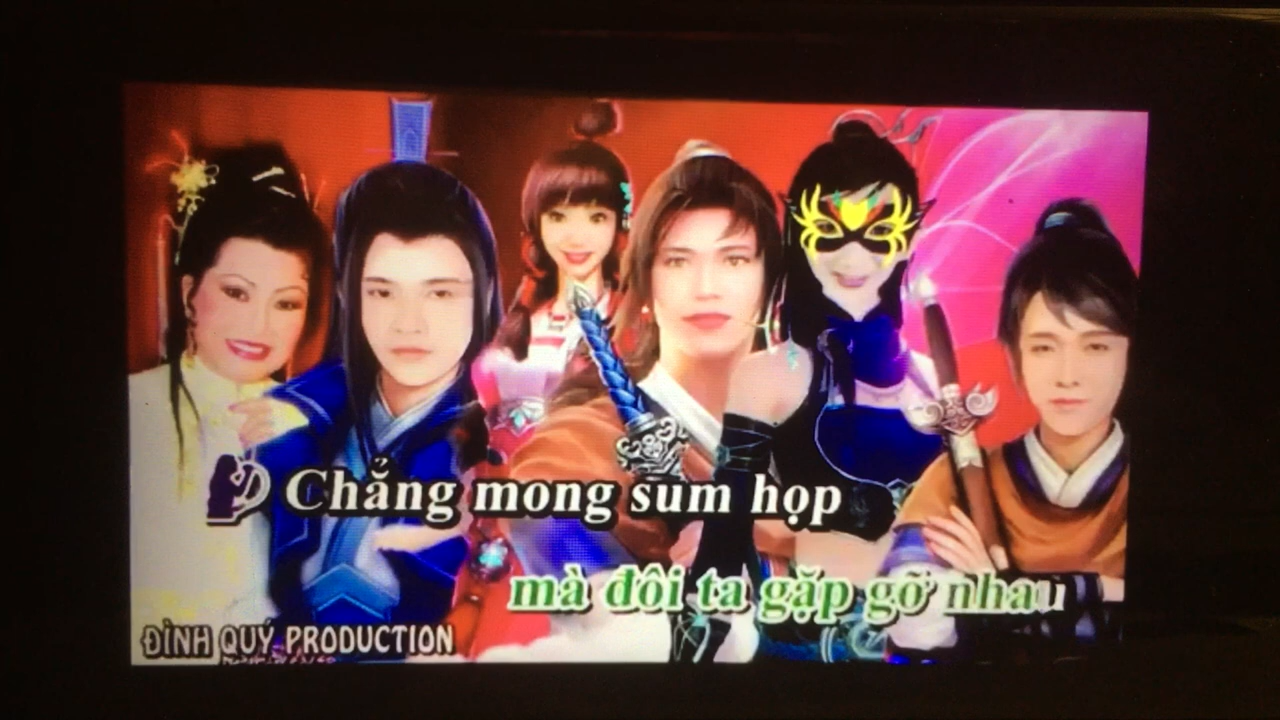 Chẳng mong sum họp
mà đôi ta gặp gỡ nhau
ĐÌNH QUÝ PRODUCTION